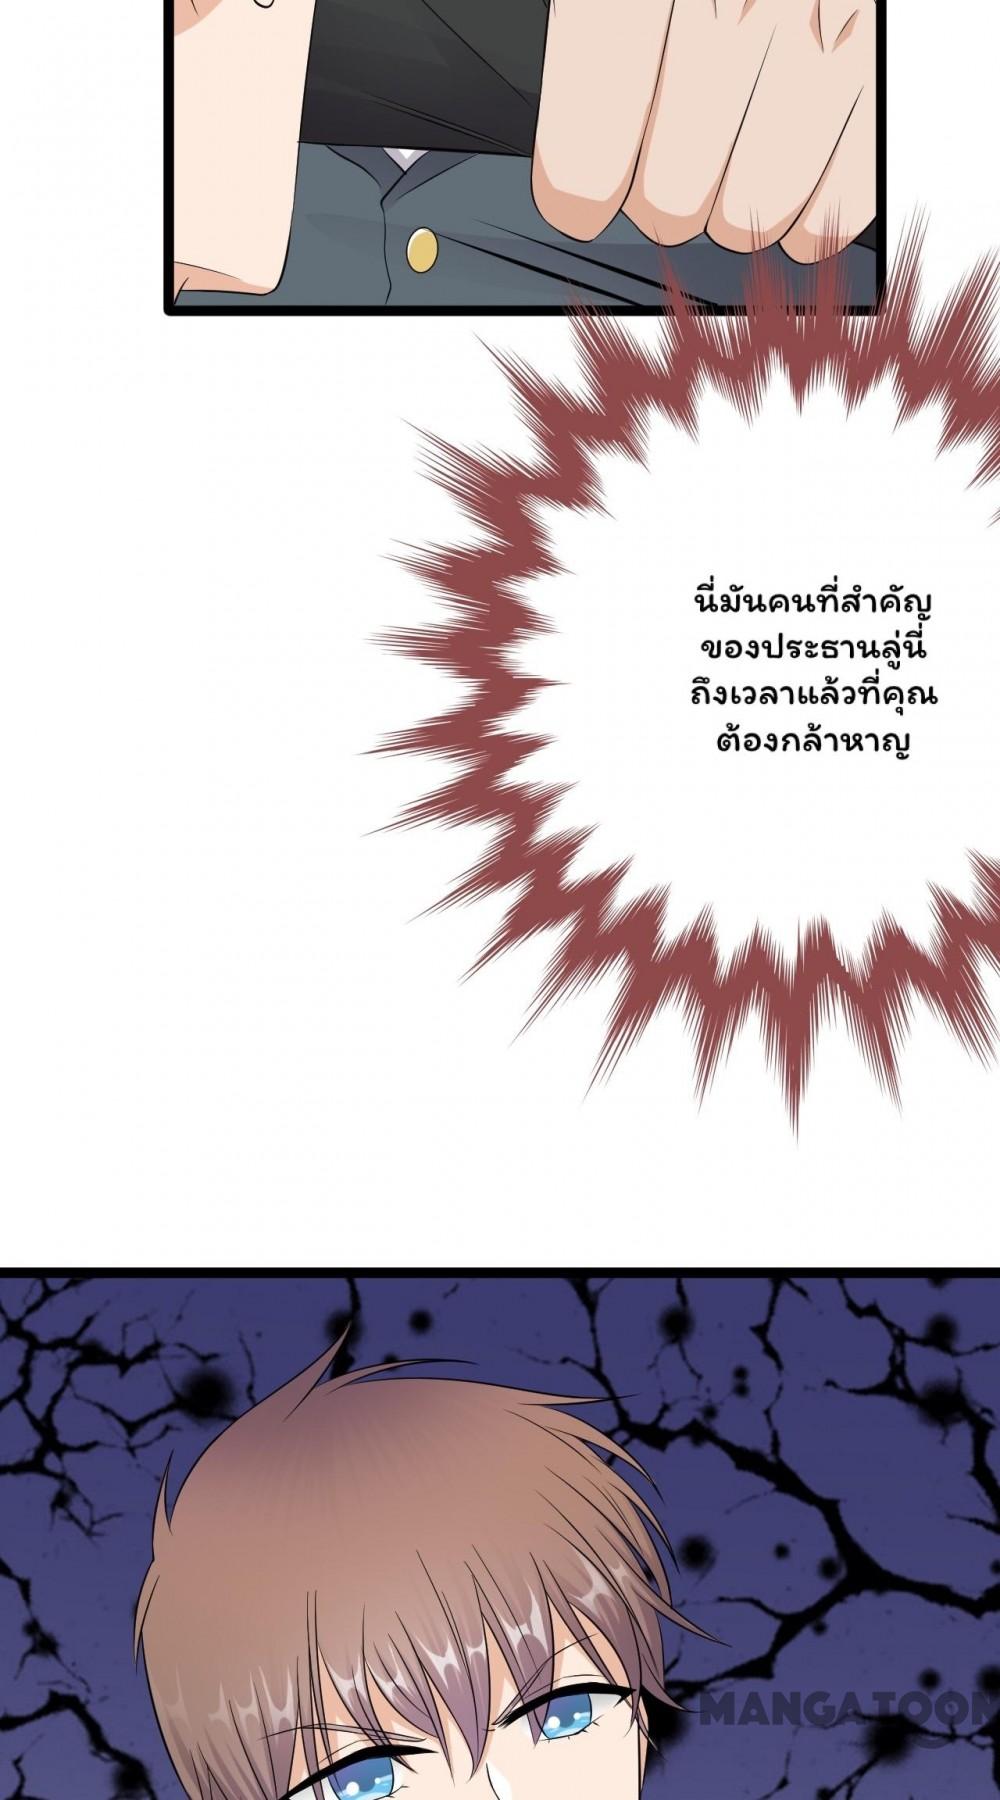 นี่มันคนที่สำคัญ
ของประธานลู่นี่
ถึงเวลาแล้วที่คุณ
ต้องกล้าหาญ
MANGATOON